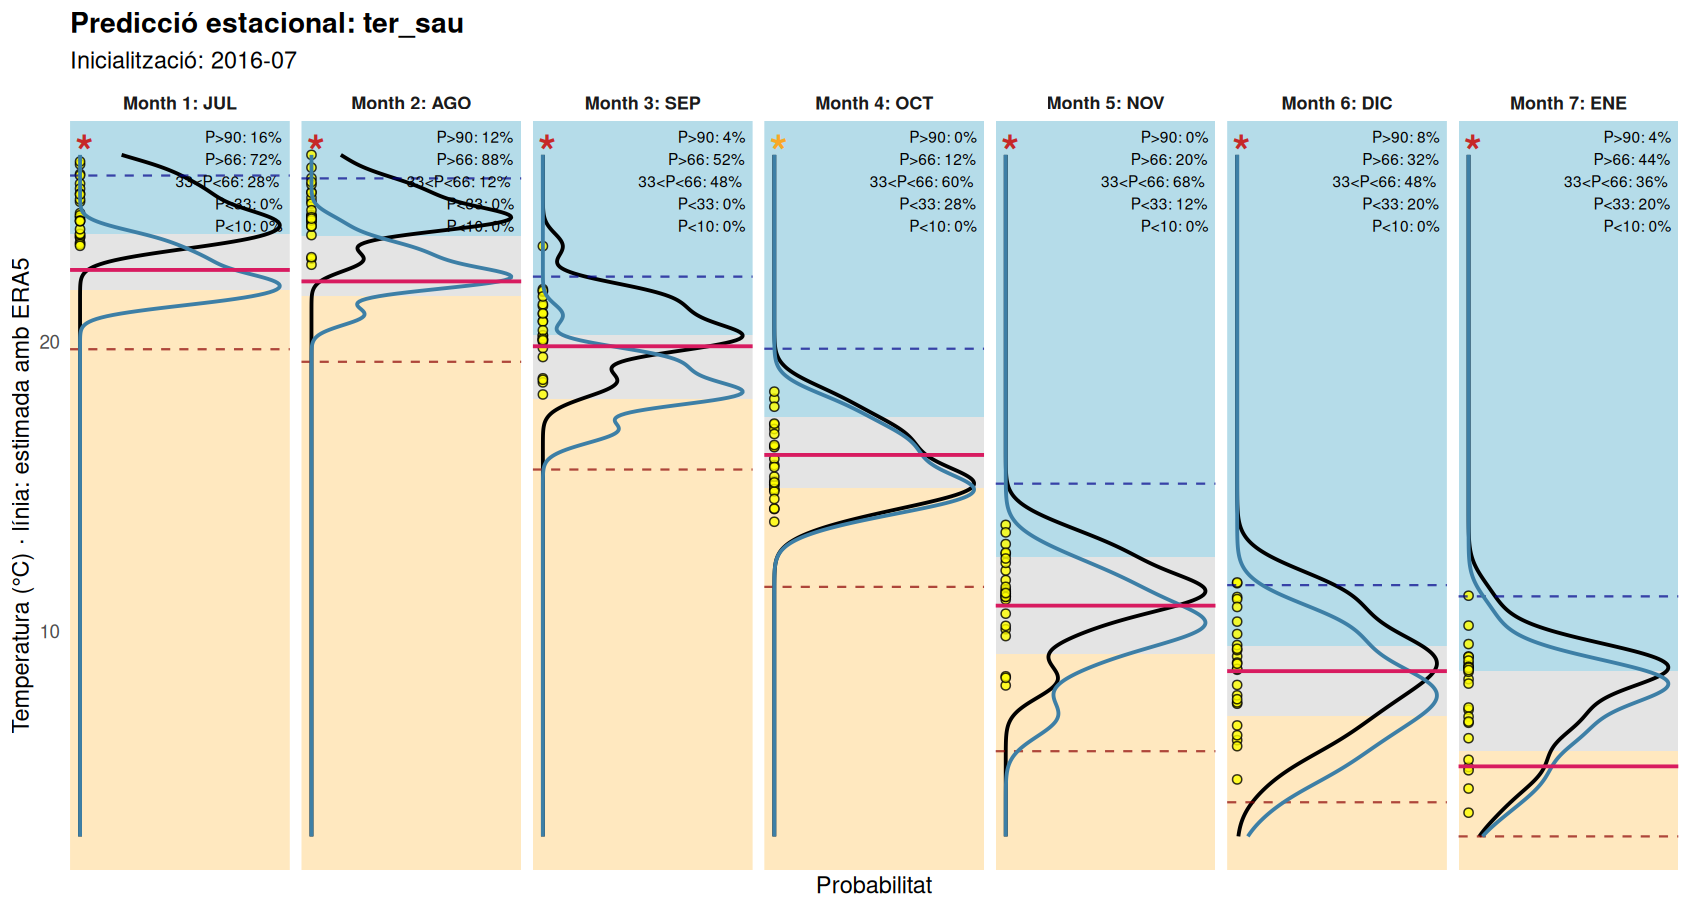 Predicció estacional: ter_sau
Inicialització: 2016-07
Month 1: JUL
Month 2: AGO
Month 3: SEP
Month 4: OCT
Month 5: NOV
Month 6: DIC
Month 7: ENE
*
P>90: 16%
P>66: 72%
33<P<66: 28%
P<33: 0%
P<10: 0%
*
P>90: 12%
P>66: 88%
33<P<66: 12%
P<33: 0%
P<10: 0%
*
P>90: 4%
P>66: 52%
33<P<66: 48%
P<33: 0%
P<10: 0%
*
P>90: 0%
P>66: 12%
33<P<66: 60%
P<33: 28%
P<10: 0%
*
P>90: 0%
P>66: 20%
33<P<66: 68%
P<33: 12%
P<10: 0%
*
P>90: 8%
P>66: 32%
33<P<66: 48%
P<33: 20%
P<10: 0%
*
P>90: 4%
P>66: 44%
33<P<66: 36%
P<33: 20%
P<10: 0%
Temperatura (°C) · línia: estimada amb ERA5
20
10
Probabilitat